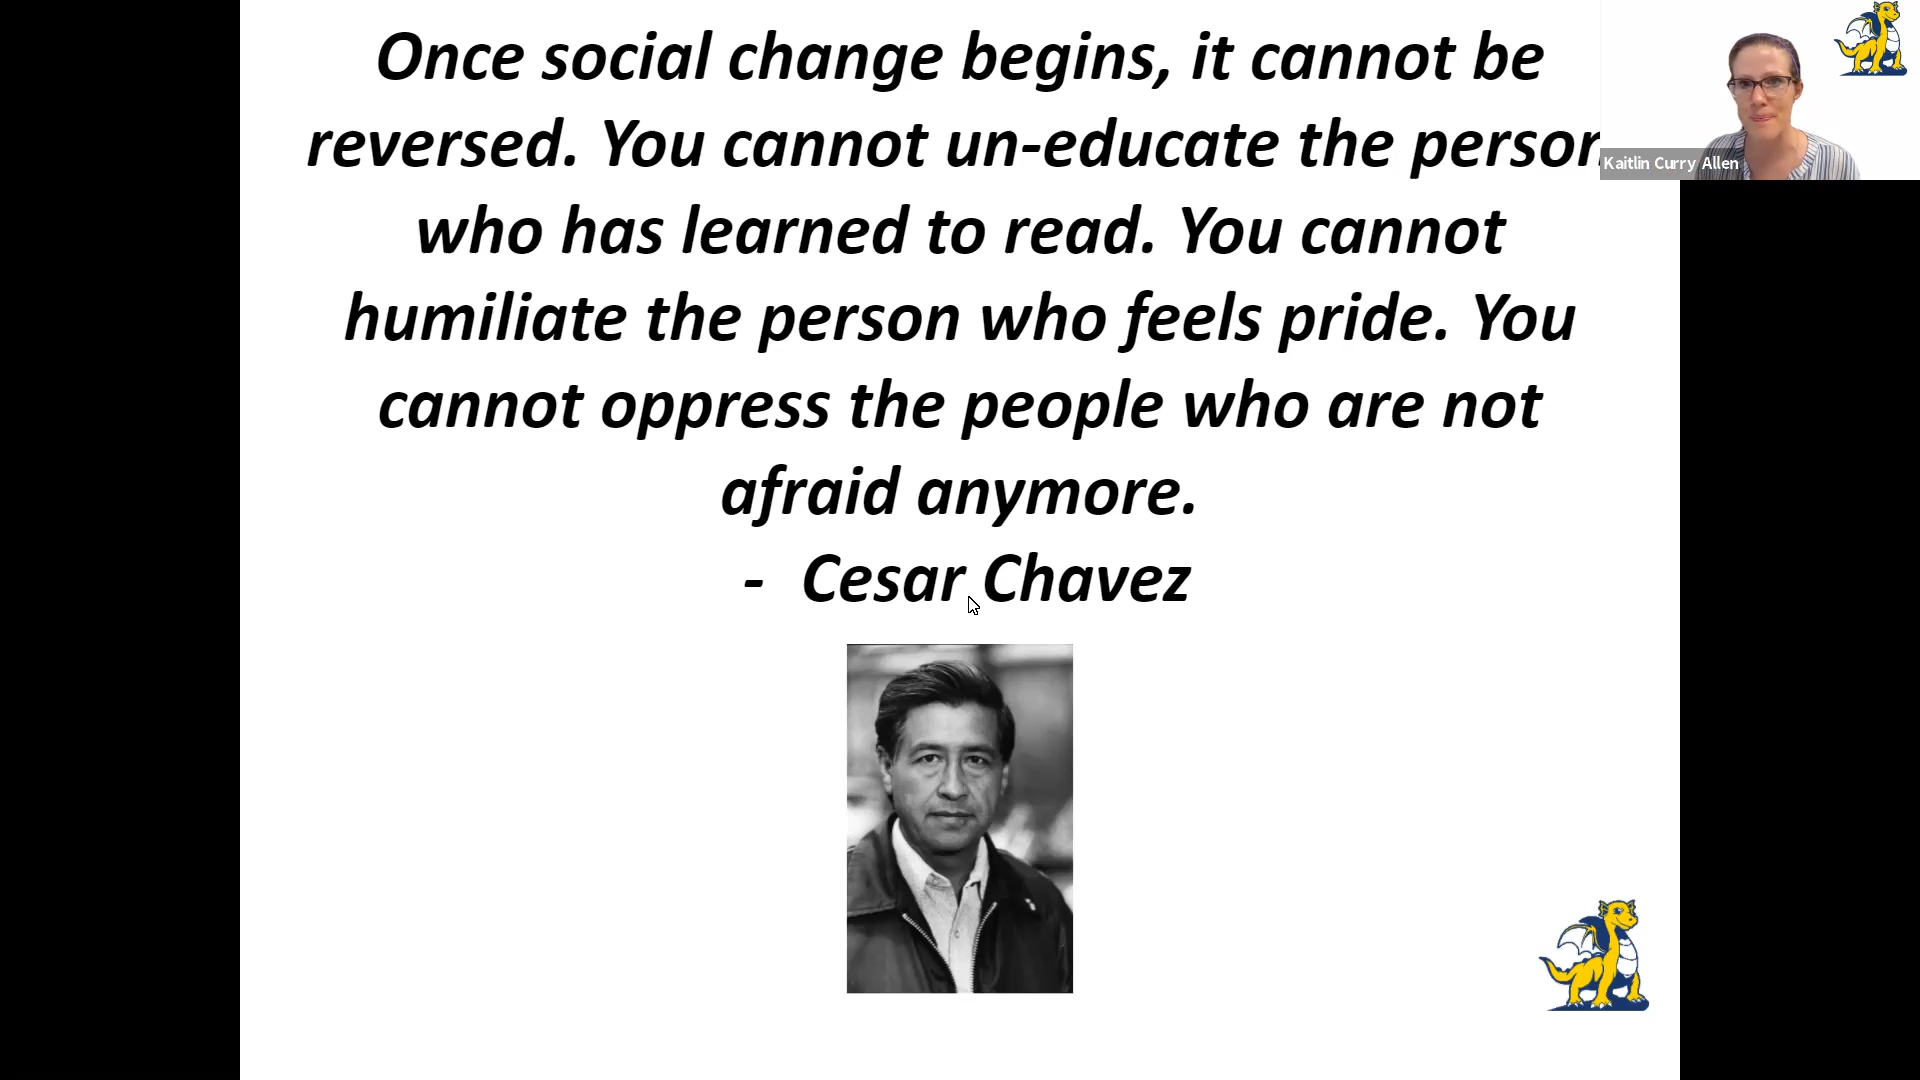 Once social change begins, it cannot be
reversed. You cannot un-educate the person
who has learned to read. You cannot
humiliate the person who feels pride. You
cannot oppress the people who are not
afraid anymore.
- Cesar Chavez
Kaitlin Curry Allen